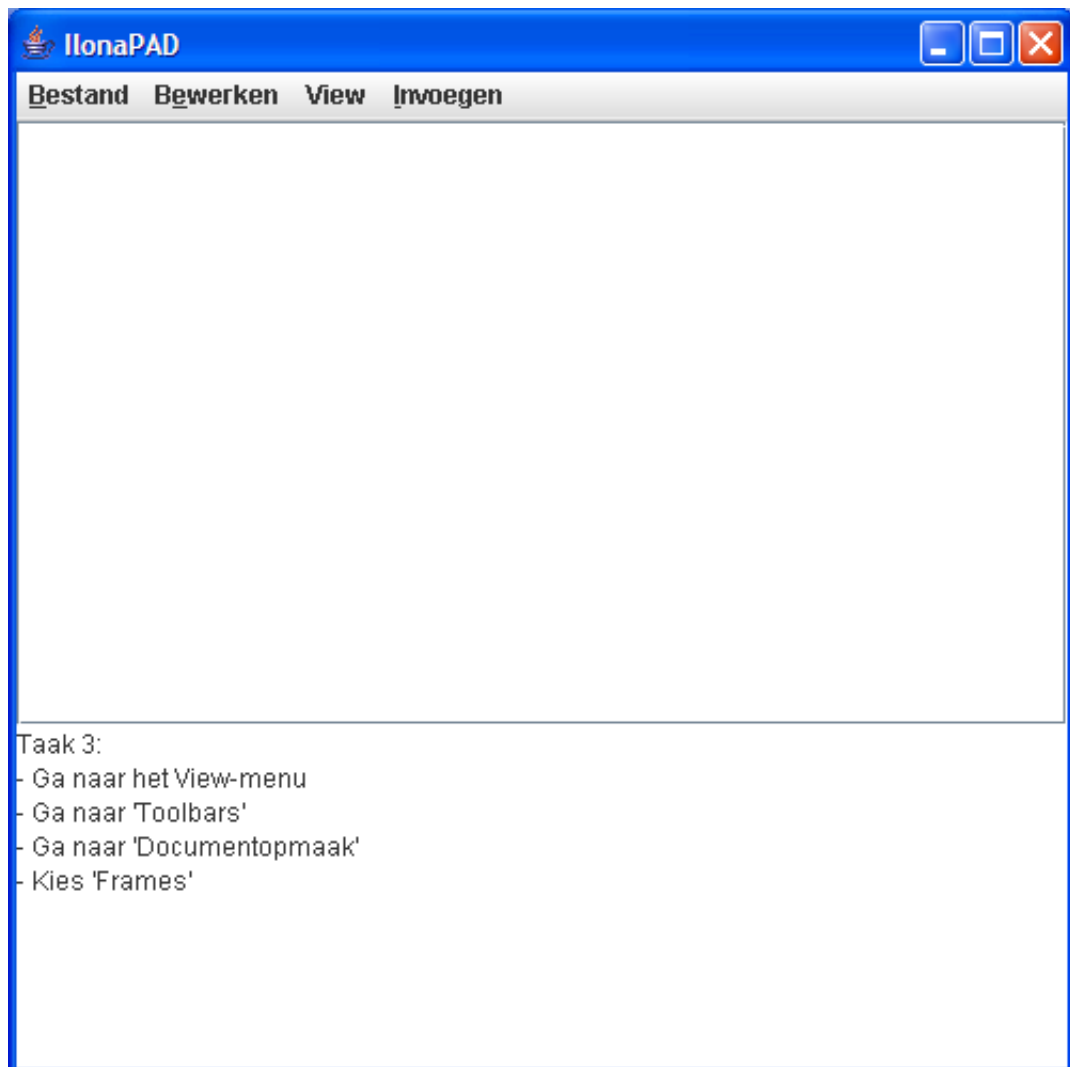 IlonaPAD
Bestand Bewerken View Invoegen
Taak 3:
- Ga naar het View-menu
- Ga naar 'Toolbars'
- Ga naar 'Documentopmaak'
- Kies 'Frames'